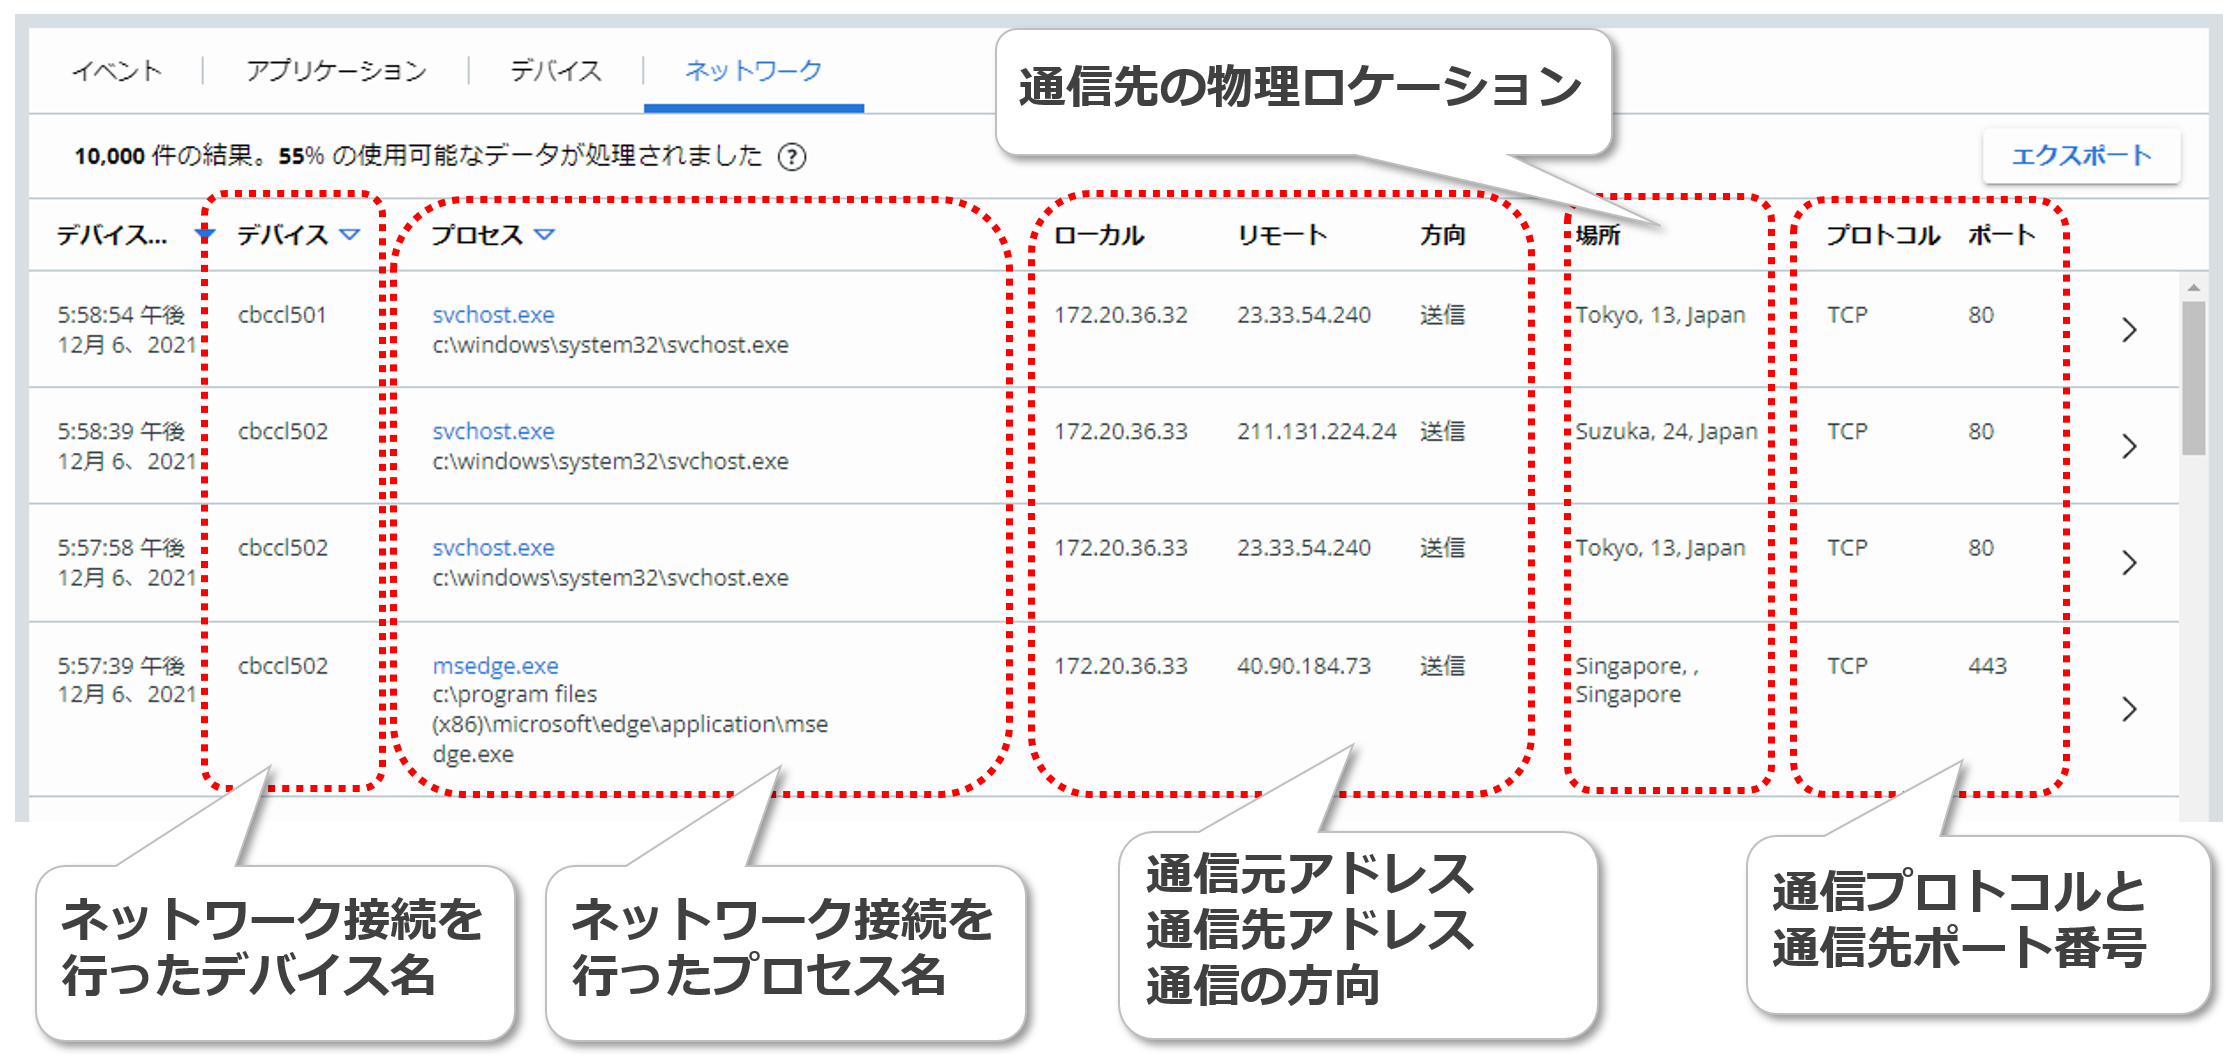 イベント | アプリケーション | デバイス | ネットワーク
通信先の物理ロケーション
10,000 件の結果。55% の使用可能なデータが処理されました ?
エクスポート
デバイス... デバイス プロセス ローカル リモート 方向 場所 プロトコル ポート
5:58:54 午後 cbccl501 svchost.exe 172.20.36.32 23.33.54.240 送信 Tokyo, 13, Japan TCP 80
12月 6、2021 c:\windows\system32\svchost.exe
5:58:39 午後 cbccl502 svchost.exe 172.20.36.33 211.131.224.24 送信 Suzuka, 24, Japan TCP 80
12月 6、2021 c:\windows\system32\svchost.exe
5:57:58 午後 cbccl502 svchost.exe 172.20.36.33 23.33.54.240 送信 Tokyo, 13, Japan TCP 80
12月 6、2021 c:\windows\system32\svchost.exe
5:57:39 午後 cbccl502 msedge.exe 172.20.36.33 40.90.184.73 送信 Singapore, , TCP 443
12月 6、2021 c:\program files Singapore
(x86)\microsoft\edge\application\mse
dge.exe
ネットワーク接続を
行ったデバイス名
ネットワーク接続を
行ったプロセス名
通信元アドレス
通信先アドレス
通信の方向
通信プロトコルと
通信先ポート番号